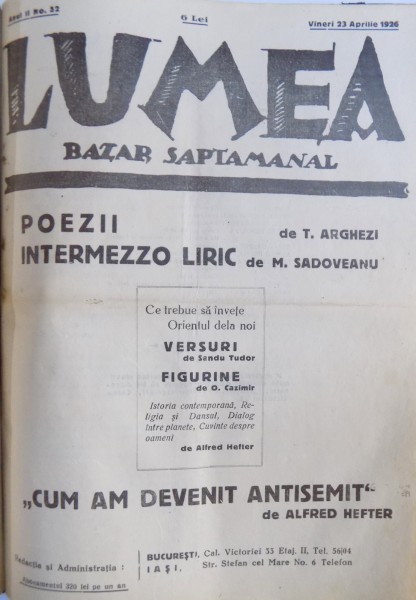 Anul II No. 32
6 Lei
Vineri 23 Aprilie 1926
LUMEA
BAZAR SAPTAMANAL
POEZII de T. ARGHEZI
INTERMEZZO LIRIC de M. SADOVEANU
Ce trebue să învețe
Orientul dela noi
VERSURI
de Sandu Tudor
FIGURINE
de O. Cazimir
Istoria contemporană, Re-
ligia și Dansul, Dialog
între planete, Cuvinte despre
oameni
de Alfred Hefter
„CUM AM DEVENIT ANTISEMIT“
de ALFRED HEFTER
Redacția și Administrația :
BUCUREȘTI, Cal. Victoriei 33 Etaj. II, Tel. 56/04
IAȘI, Str. Stefan cel Mare No. 6 Telefon
Abonamentul 320 lei pe un an